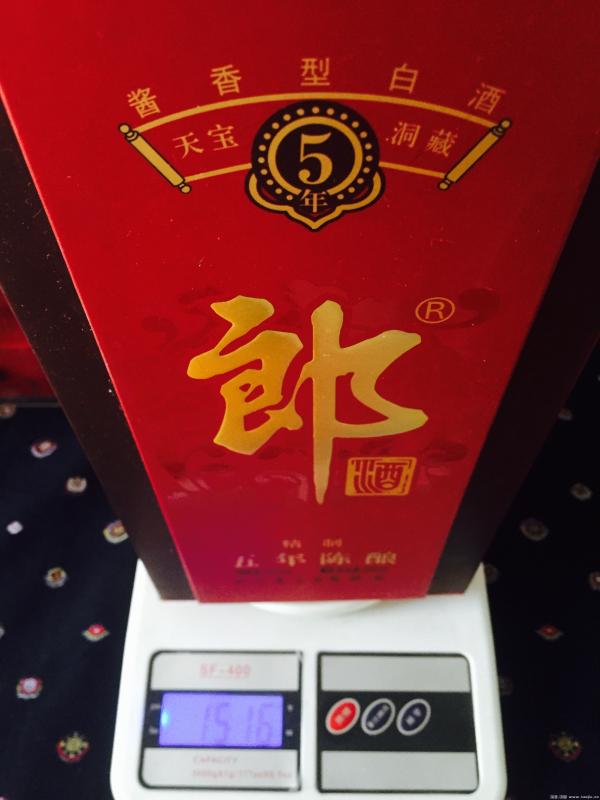 酱香型白酒
天宝 洞藏
5
年
郎
®
酒
精制
五年陈酿
SF-400
1516
CAPACITY